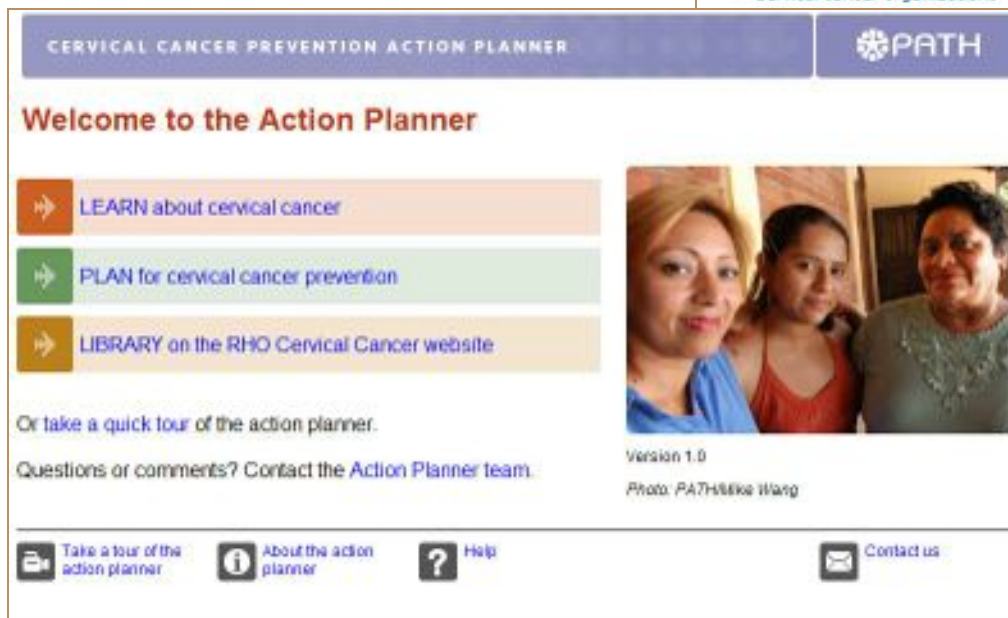 CERVICAL CANCER PREVENTION ACTION PLANNER
PATH
Welcome to the Action Planner
LEARN about cervical cancer
PLAN for cervical cancer prevention
LIBRARY on the RHO Cervical Cancer website
Or take a quick tour of the action planner.
Questions or comments? Contact the Action Planner team.
Version 1.0
Photo: PATH/Mike Wang
Take a tour of the
action planner
About the action
planner
Help
Contact us